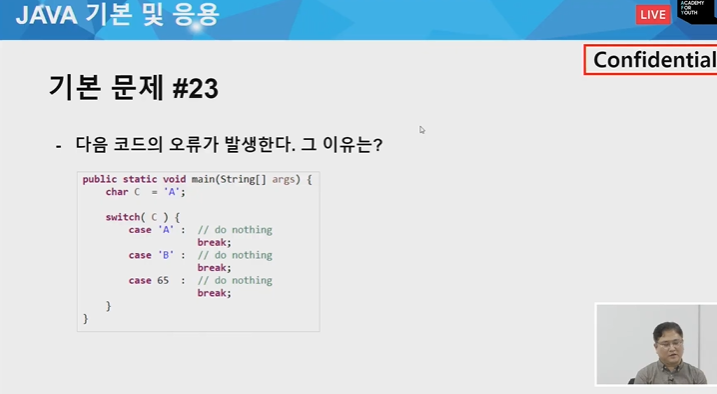 JAVA 기본 및 응용
LIVE
ACADEMY
FOR
YOUTH
Confidential
기본 문제 #23
- 다음 코드의 오류가 발생한다. 그 이유는?
public static void main(String[] args) {
char C = 'A';
switch( C ) {
case 'A' : // do nothing
break;
case 'B' : // do nothing
break;
case 65 : // do nothing
break;
}
}